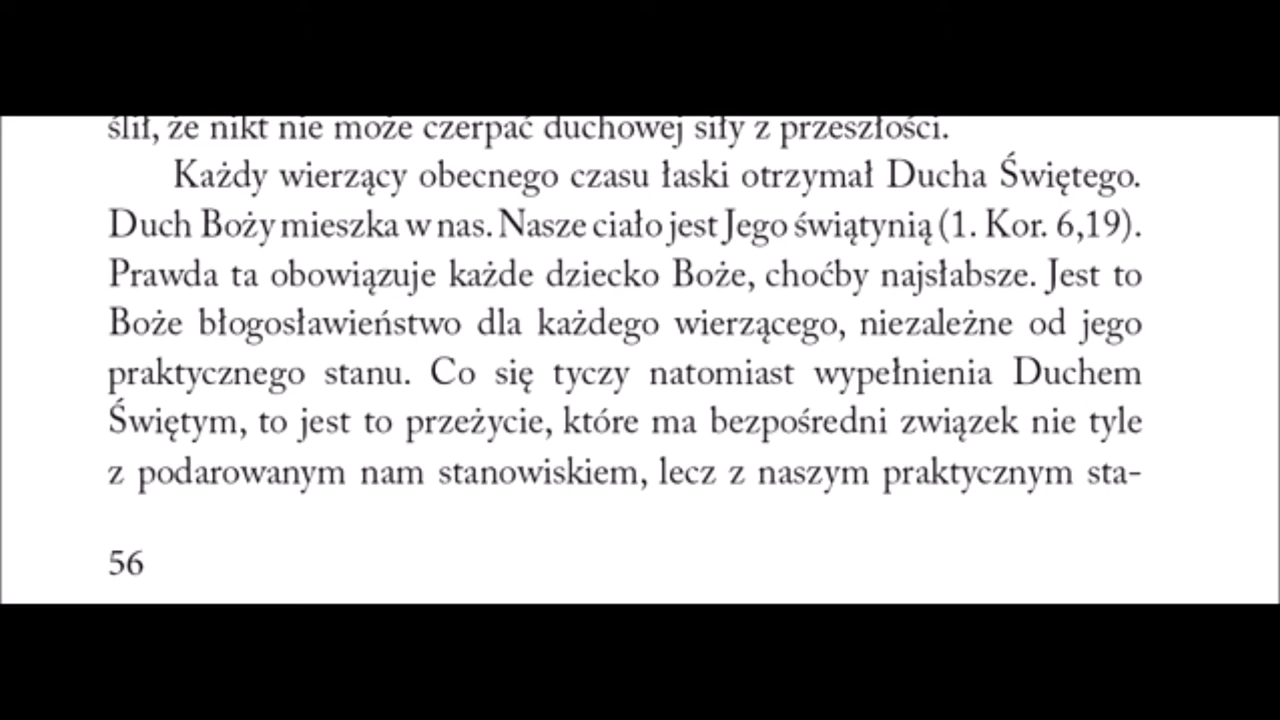 ślił, że nikt nie może czerpać duchowej siły z przeszłości.
Każdy wierzący obecnego czasu łaski otrzymał Ducha Świętego.
Duch Boży mieszka w nas. Nasze ciało jest Jego świątynią (1. Kor. 6,19).
Prawda ta obowiązuje każde dziecko Boże, choćby najsłabsze. Jest to
Boże błogosławieństwo dla każdego wierzącego, niezależne od jego
praktycznego stanu. Co się tyczy natomiast wypełnienia Duchem
Świętym, to jest to przeżycie, które ma bezpośredni związek nie tyle
z podarowanym nam stanowiskiem, lecz z naszym praktycznym sta-
56